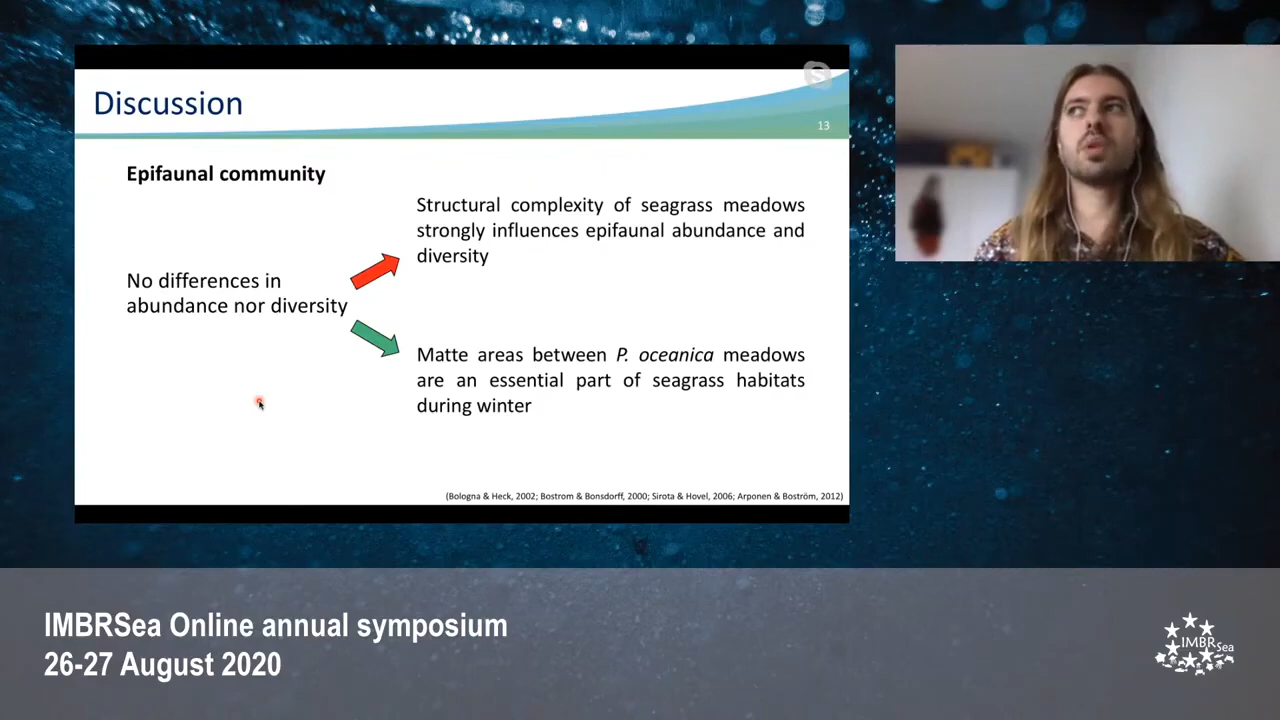 Discussion
13
Epifaunal community
Structural complexity of seagrass meadows
strongly influences epifaunal abundance and
diversity
No differences in
abundance nor diversity
Matte areas between P. oceanica meadows
are an essential part of seagrass habitats
during winter
(Bologna & Heck, 2002; Bostrom & Bonsdorff, 2000; Sirota & Hovel, 2006; Arponen & Boström, 2012)
IMBRSea Online annual symposium
26-27 August 2020
IMBRSea